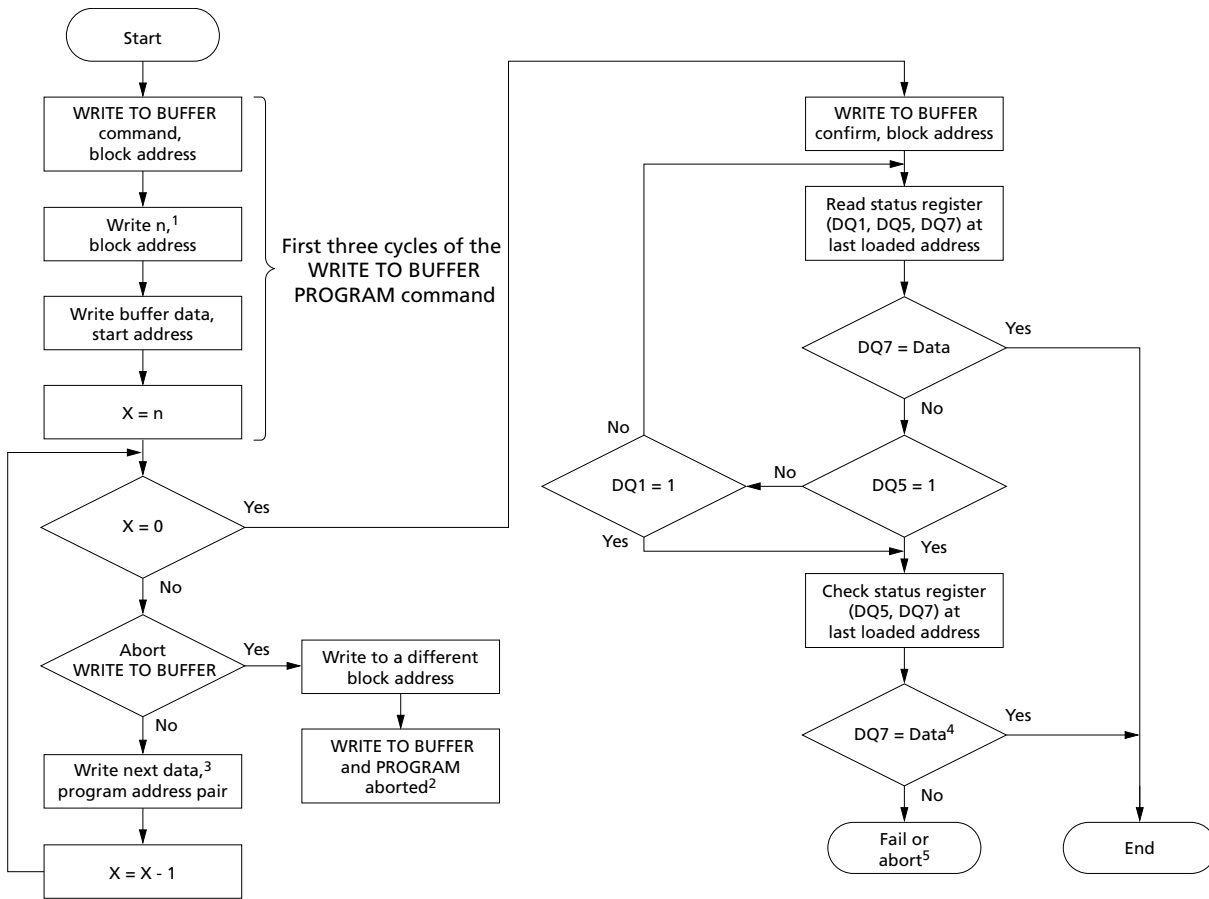 Start
WRITE TO BUFFER
command,
block address
Write n,1
block address
Write buffer data,
start address
X = n
First three cycles of the
WRITE TO BUFFER
PROGRAM command
X = 0
Yes
No
Abort
WRITE TO BUFFER
Yes
No
Write to a different
block address
WRITE TO BUFFER
and PROGRAM
aborted2
Write next data,3
program address pair
X = X - 1
WRITE TO BUFFER
confirm, block address
Read status register
(DQ1, DQ5, DQ7) at
last loaded address
DQ7 = Data
Yes
No
DQ5 = 1
No
Yes
DQ1 = 1
No
Yes
Check status register
(DQ5, DQ7) at
last loaded address
DQ7 = Data4
Yes
No
Fail or
abort5
End